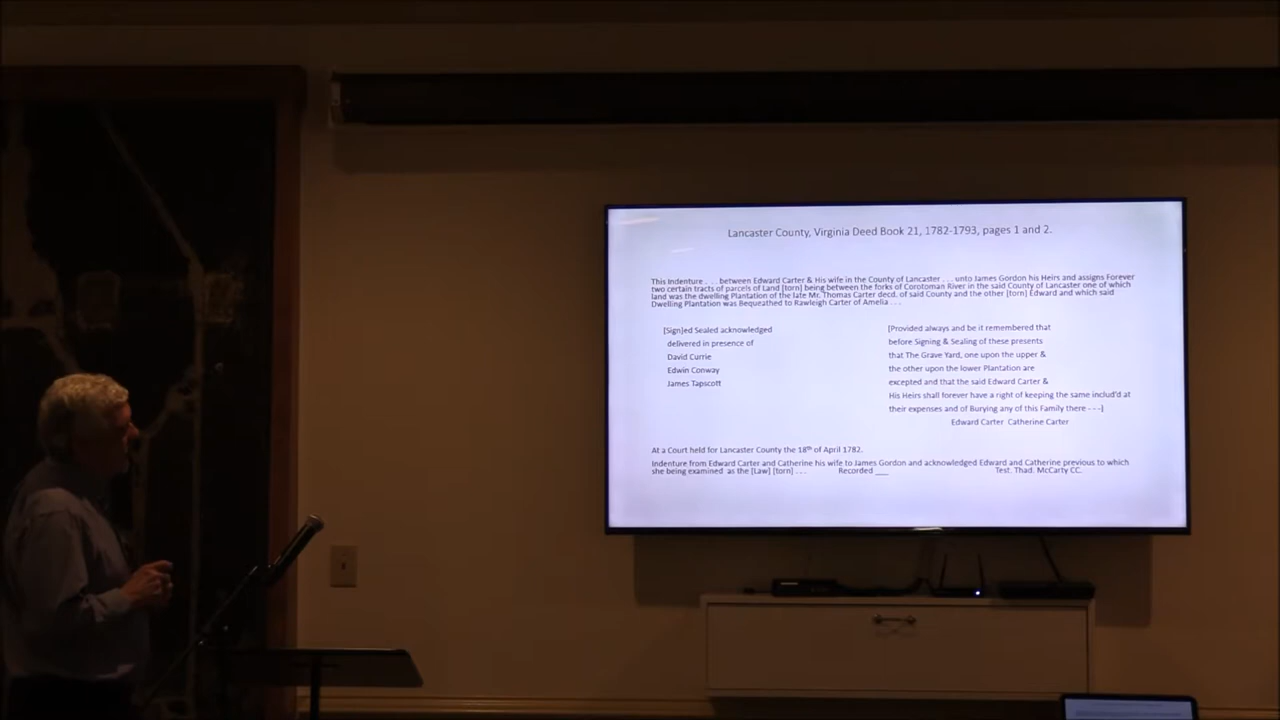 Lancaster County, Virginia Deed Book 21, 1782-1793, pages 1 and 2.
This Indenture . . . between Edward Carter & His wife in the County of Lancaster . . . unto James Gordon his Heirs and assigns Forever
two certain tracts of parcels of Land [torn] being between the forks of Corotoman River in the said County of Lancaster one of which
land was the dwelling Plantation of the late Mr. Thomas Carter decd. of said County and the other [torn] Edward and which said
Dwelling Plantation was Bequeathed to Rawleigh Carter of Amelia . . .
[Sign]ed Sealed acknowledged
delivered in presence of
David Currie
Edwin Conway
James Tapscott
[Provided always and be it remembered that
before Signing & Sealing of these presents
that The Grave Yard, one upon the upper &
the other upon the lower Plantation are
excepted and that the said Edward Carter &
His Heirs shall forever have a right of keeping the same includ'd at
their expenses and of Burying any of this Family there - - -]
Edward Carter Catherine Carter
At a Court held for Lancaster County the 18th of April 1782.
Indenture from Edward Carter and Catherine his wife to James Gordon and acknowledged Edward and Catherine previous to which
she being examined as the [Law] [torn] . . . Recorded ___ Test. Thad. McCarty CC.